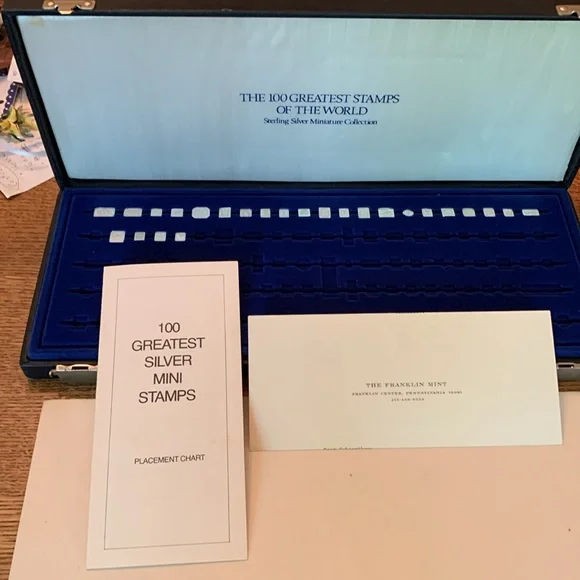 THE 100 GREATEST STAMPS
OF THE WORLD
Sterling Silver Miniature Collection
100
GREATEST
SILVER
MINI
STAMPS
PLACEMENT CHART
THE FRANKLIN MINT
FRANKLIN CENTER, PENNSYLVANIA